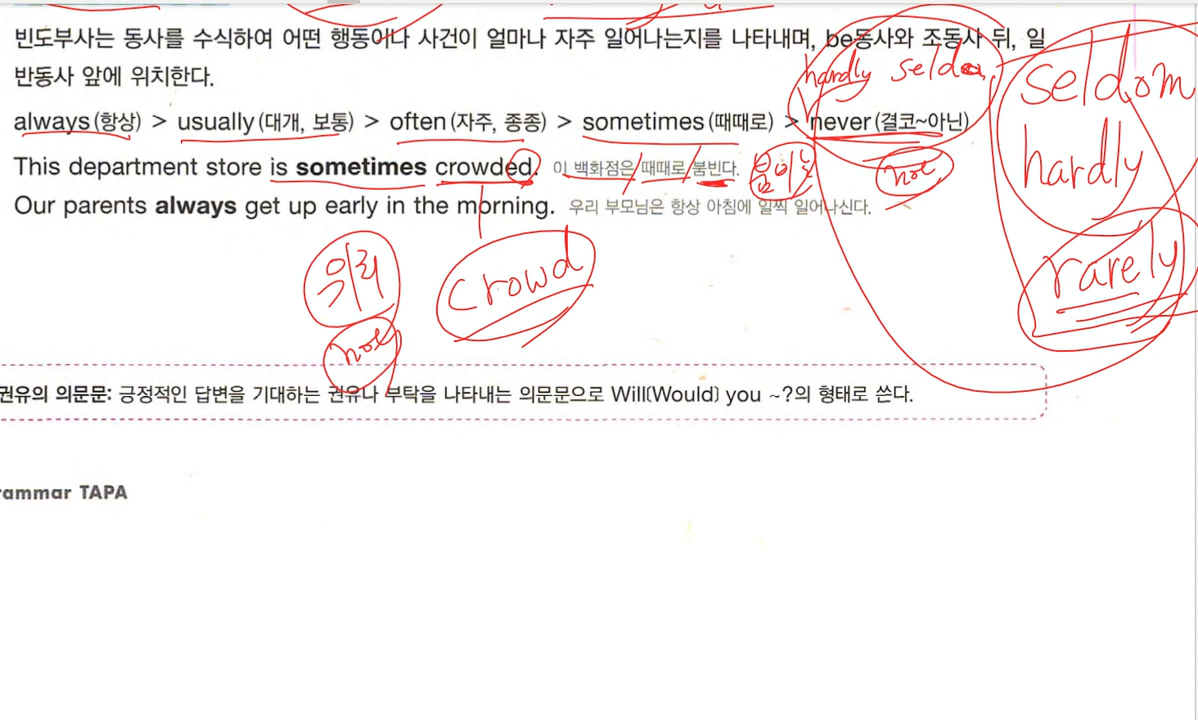 빈도부사는 동사를 수식하여 어떤 행동이나 사건이 얼마나 자주 일어나는지를 나타내며, be동사와 조동사 뒤, 일
반동사 앞에 위치한다.
hardly
seldom
always (항상) > usually (대개, 보통) > often (자주, 종종) > sometimes (때때로) > never (결코~아닌)
This department store is sometimes crowded. 이 백화점은 때때로 붐빈다.
not
hardly
Our parents always get up early in the morning. 우리 부모님은 항상 아침에 일찍 일어나신다.
crowd
rarely
not
권유의 의문문: 긍정적인 답변을 기대하는 권유나 부탁을 나타내는 의문문으로 Will(Would) you ~?의 형태로 쓴다.
rammar TAPA